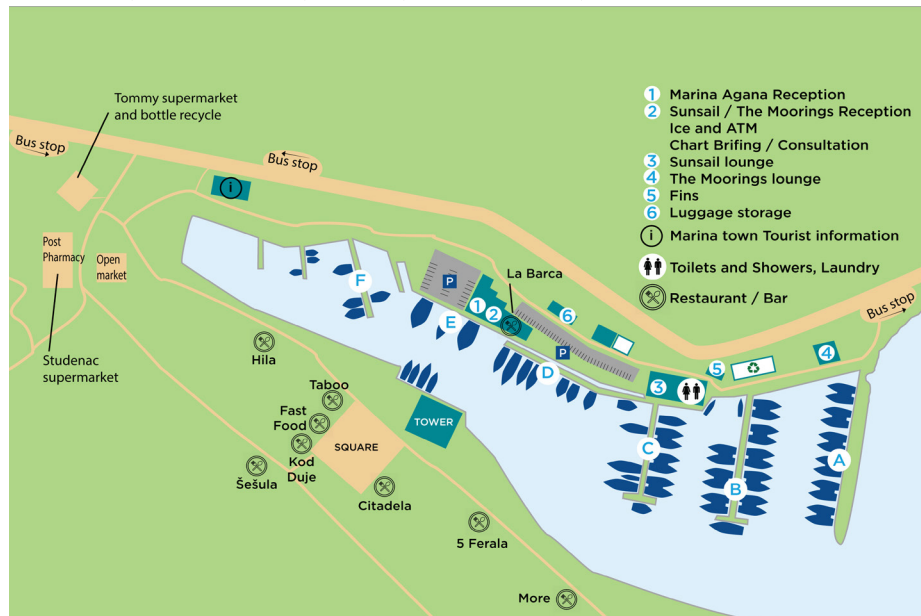 Tommy supermarket
and bottle recycle
Bus stop
Bus stop
i
Post
Pharmacy
Open
market
Studenac
supermarket
1 Marina Agana Reception
2 Sunsail / The Moorings Reception
Ice and ATM
Chart Brifing / Consultation
3 Sunsail lounge
4 The Moorings lounge
5 Fins
6 Luggage storage
i Marina town Tourist information
Toilets and Showers, Laundry
Restaurant / Bar
Bus stop
La Barca
P
1
2
6
P
F
E
D
3
5
4
C
B
A
Hila
Taboo
Fast
Food
Kod
Duje
Šešula
SQUARE
TOWER
Citadela
5 Ferala
More